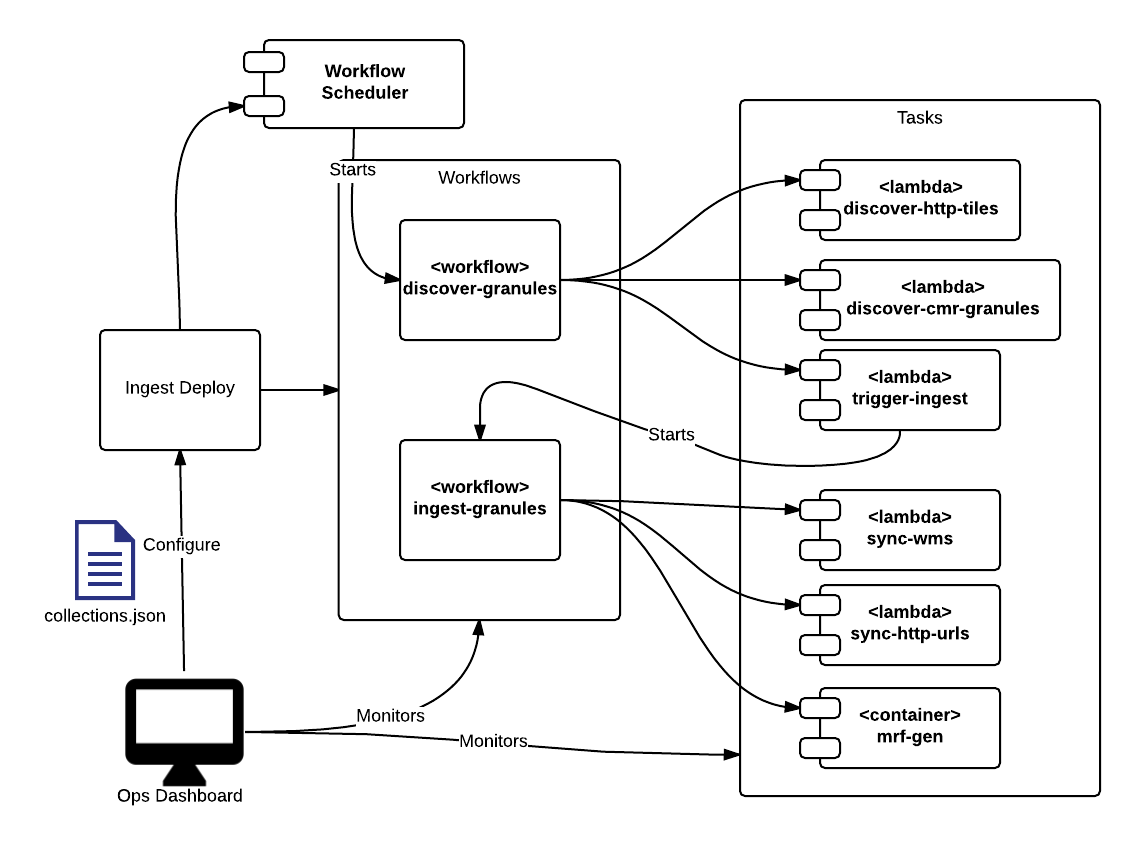 Workflow
Scheduler
Tasks
Starts
Workflows
<lambda>
discover-http-tiles
<workflow>
discover-granules
<lambda>
discover-cmr-granules
Ingest Deploy
<lambda>
trigger-ingest
Starts
<workflow>
ingest-granules
<lambda>
sync-wms
Configure
collections.json
<lambda>
sync-http-urls
Monitors
<container>
mrf-gen
Monitors
Ops Dashboard